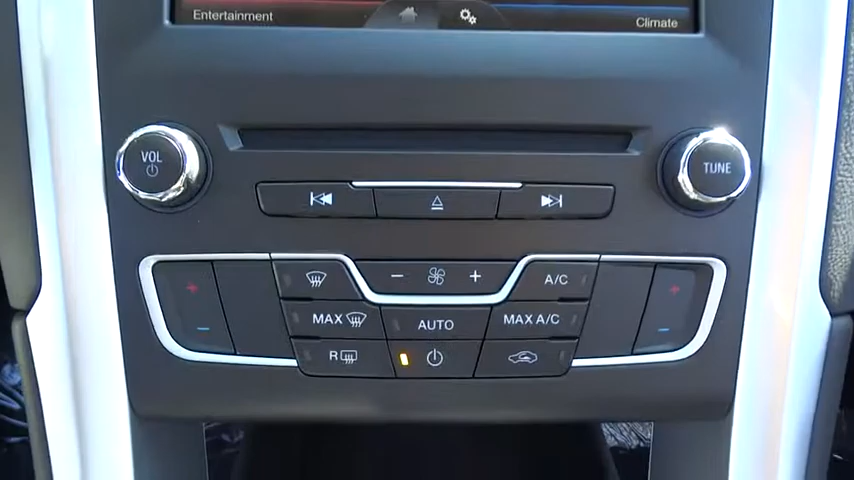 Entertainment Climate
VOL TUNE
- + A/C
MAX AUTO MAX A/C
R